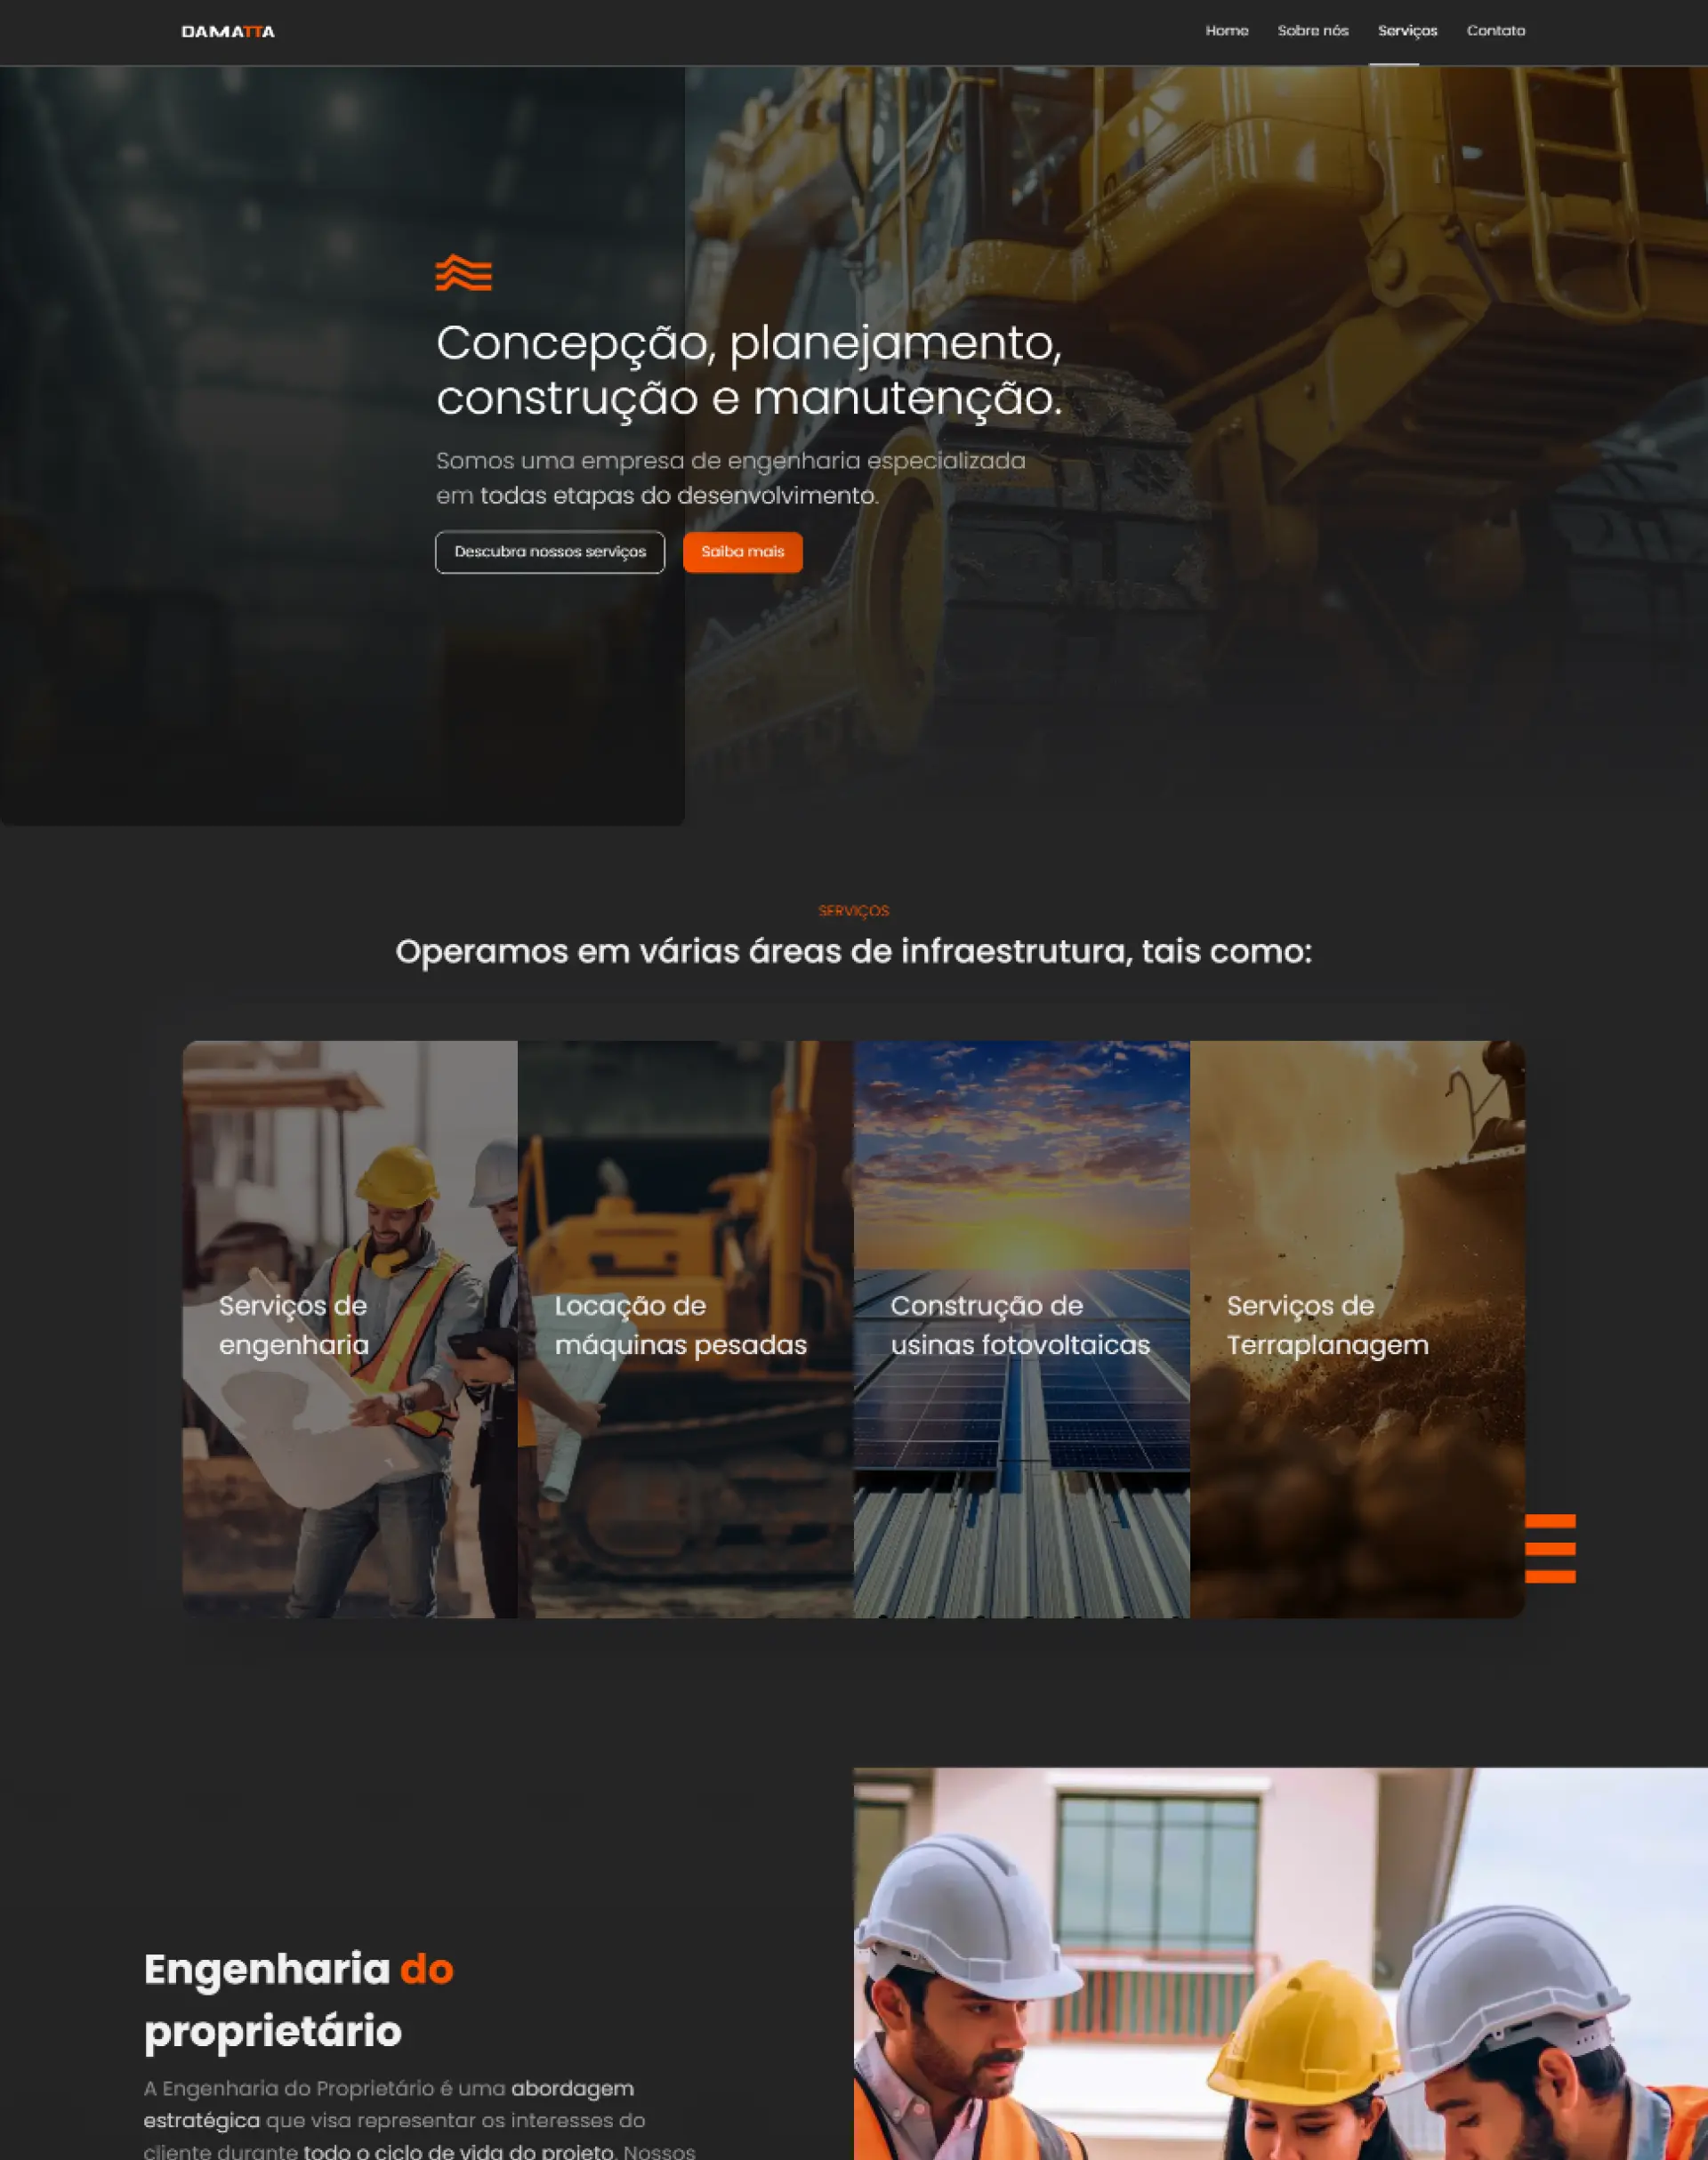 DAMATTA
Home Sobre nós Serviços Contato
Concepção, planejamento,
construção e manutenção.
Somos uma empresa de engenharia especializada
em todas etapas do desenvolvimento.
Descubra nossos serviços Saiba mais
SERVIÇOS
Operamos em várias áreas de infraestrutura, tais como:
Serviços de
engenharia
Locação de
máquinas pesadas
Construção de
usinas fotovoltaicas
Serviços de
Terraplanagem
Engenharia do
proprietário
A Engenharia do Proprietário é uma abordagem
estratégica que visa representar os interesses do
cliente durante todo o ciclo de vida do projeto. Nossos